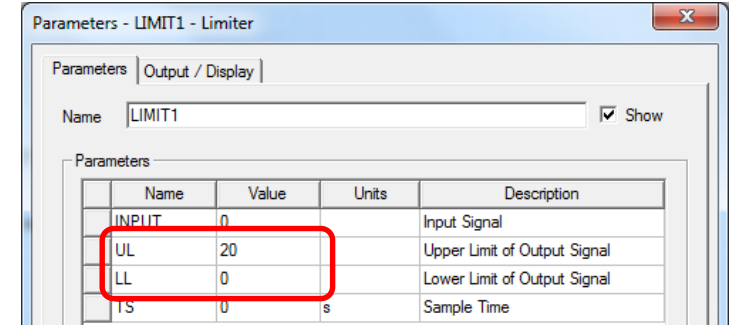 Parameters - LIMIT1 - Limiter
Parameters Output / Display
Name LIMIT1 Show
Parameters
Name Value Units Description
INPUT 0 Input Signal
UL 20 Upper Limit of Output Signal
LL 0 Lower Limit of Output Signal
TS 0 s Sample Time